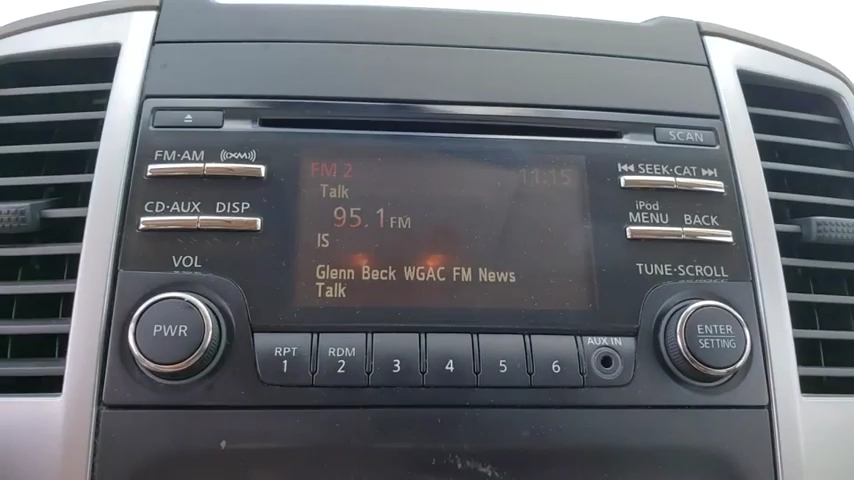 SCAN
FM·AM ((XM))
SEEK·CAT
CD·AUX DISP
iPod
MENU BACK
FM 2 11:15
Talk
95.1 FM
IS
Glenn Beck WGAC FM News
Talk
VOL
TUNE·SCROLL
PWR
ENTER
SETTING
RPT
1
RDM
2
3
4
5
6
AUX IN